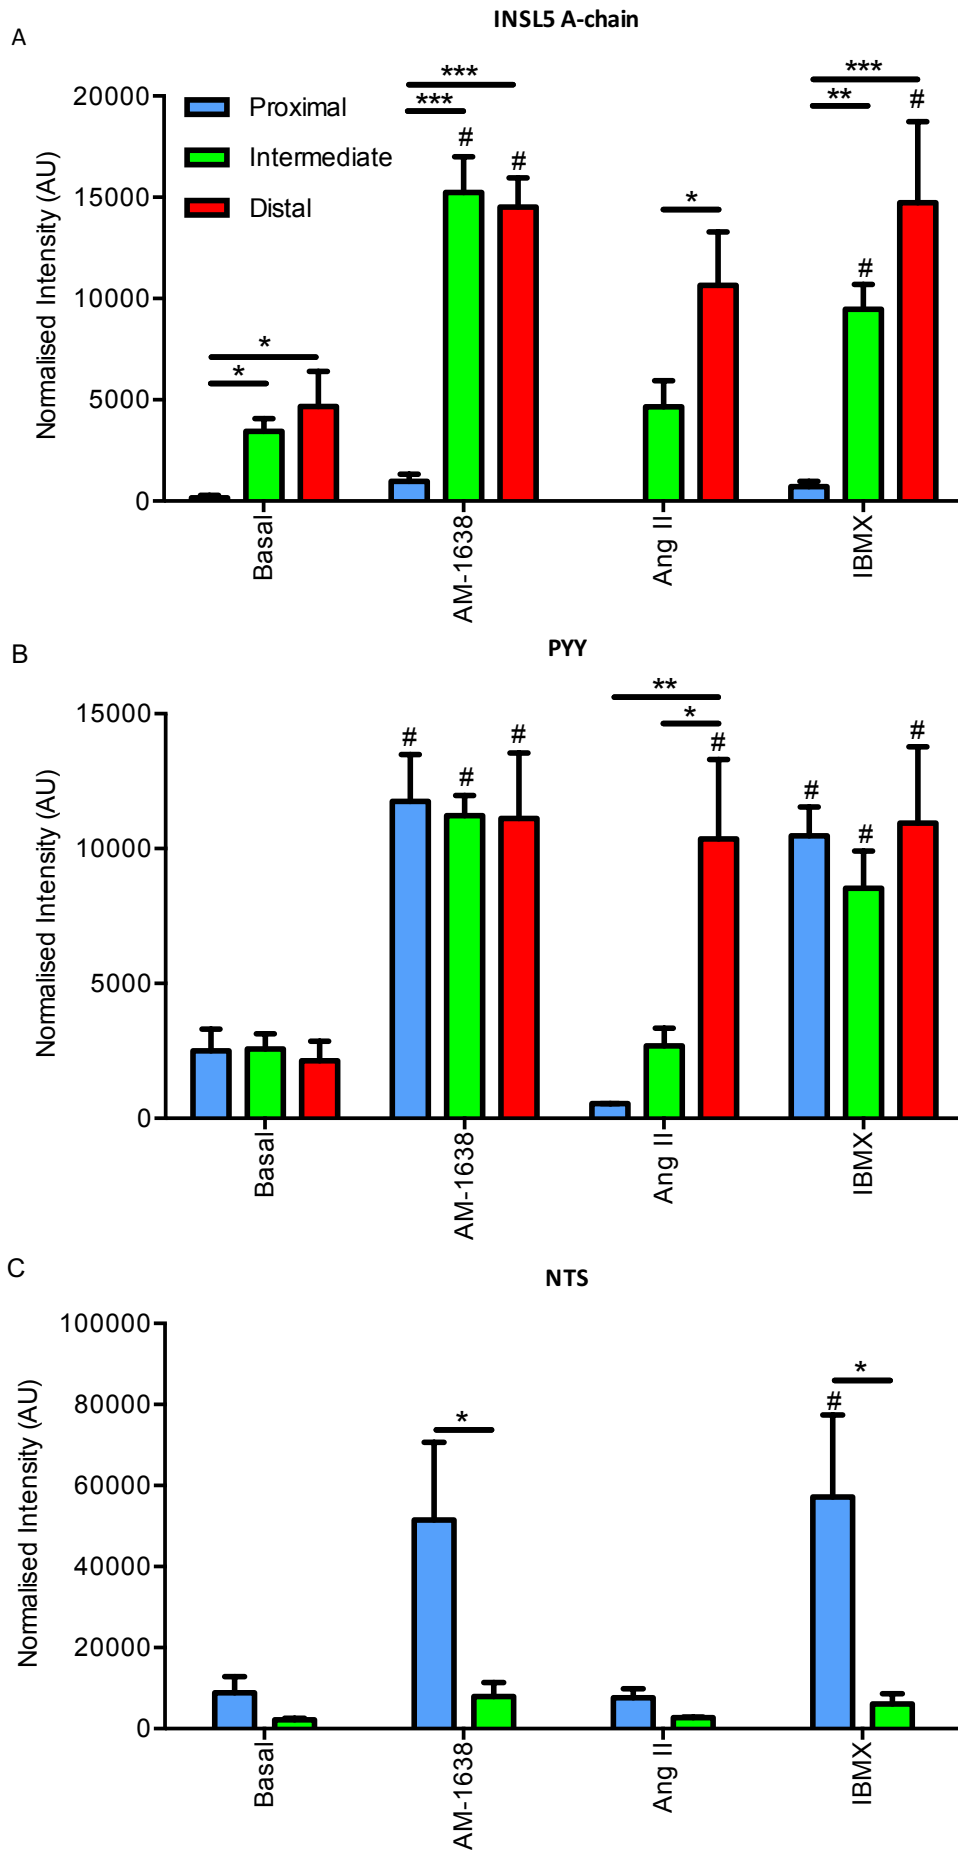 INSL5 A-chain
A
*** ***
*** ** #
# # #
20000
Proximal
Intermediate
Distal
15000
*
10000
#
5000
*
*
0
Normalised Intensity (AU)
Basal
AM-1638
Ang II
IBMX
B
PYY
**
*
15000
# # # # # # #
10000
5000
0
Normalised Intensity (AU)
Basal
AM-1638
Ang II
IBMX
C
NTS
100000
*
80000
#
*
60000
40000
20000
0
Normalised Intensity (AU)
Basal
AM-1638
Ang II
IBMX